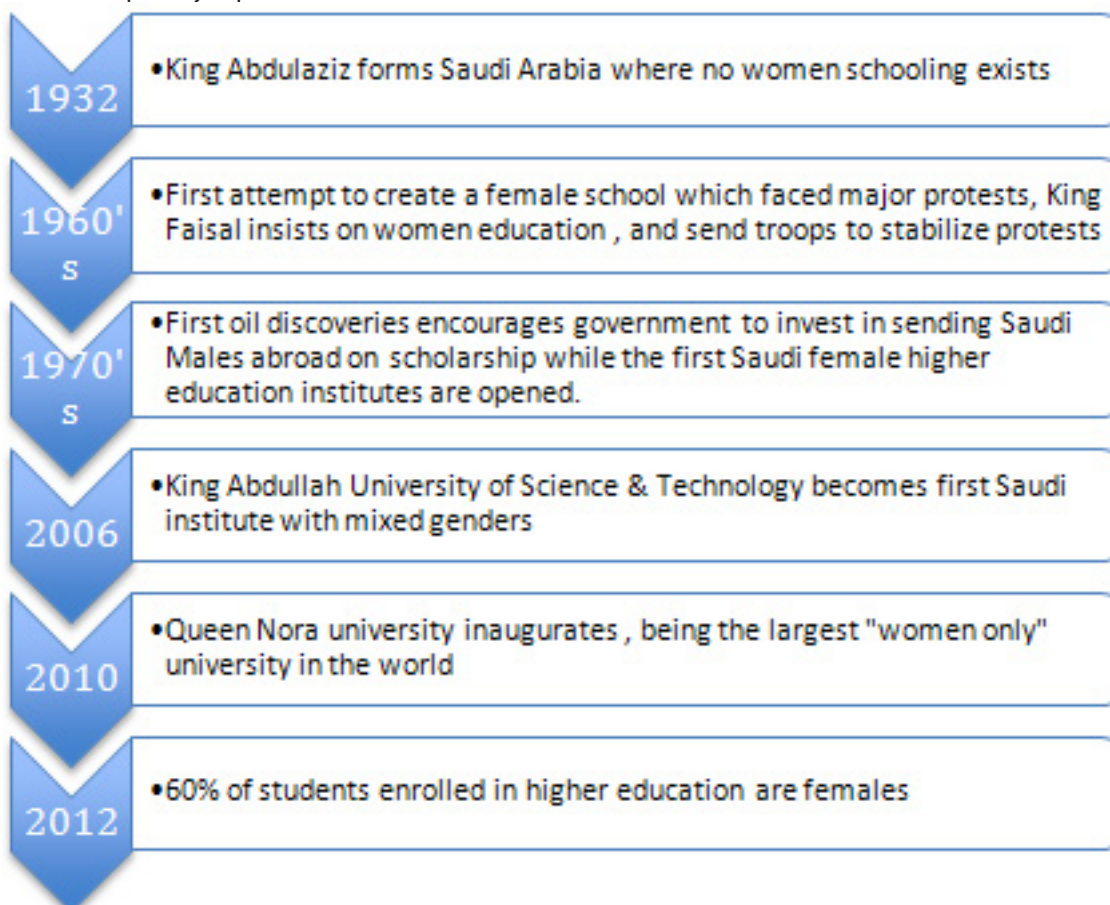 1932
•King Abdulaziz forms Saudi Arabia where no women schooling exists
1960'
s
•First attempt to create a female school which faced major protests, King
Faisal insists on women education , and send troops to stabilize protests
1970'
s
•First oil discoveries encourages government to invest in sending Saudi
Males abroad on scholarship while the first Saudi female higher
education institutes are opened.
2006
•King Abdullah University of Science & Technology becomes first Saudi
institute with mixed genders
2010
•Queen Nora university inaugurates , being the largest "women only"
university in the world
2012
•60% of students enrolled in higher education are females